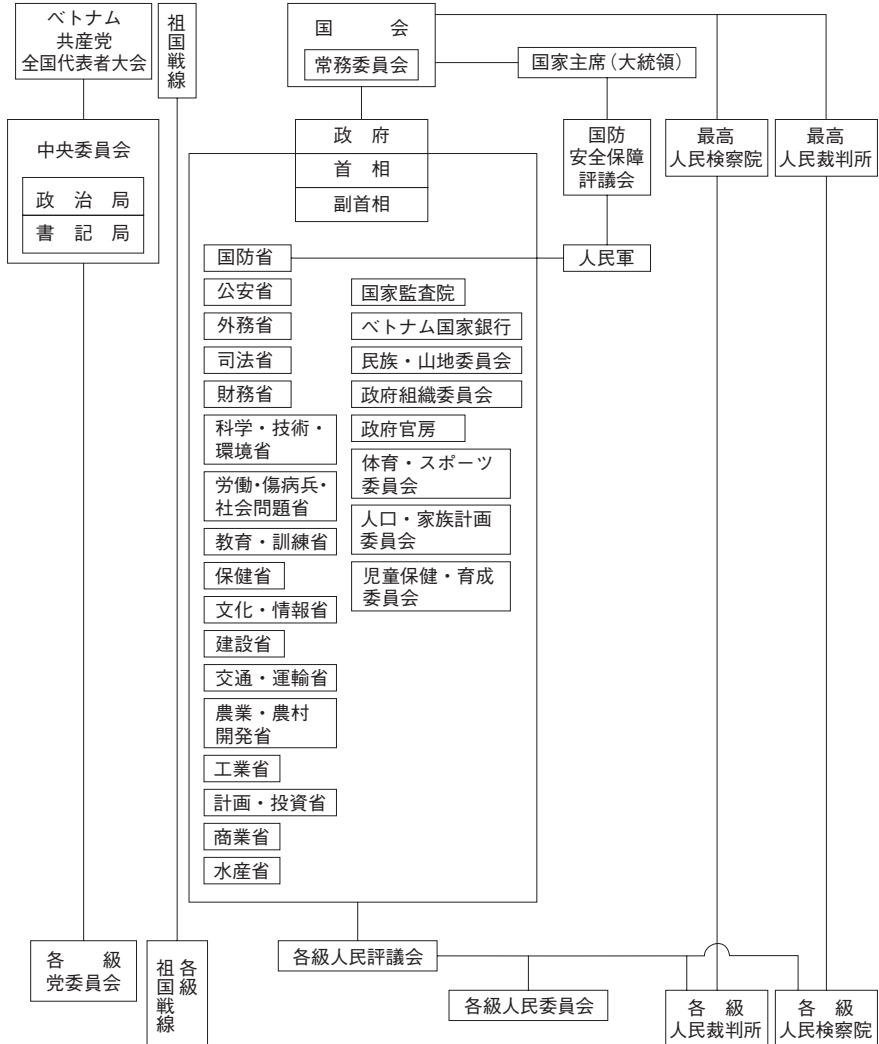 ベトナム
共産党
全国代表者大会
祖国戦線
国　会
常務委員会
国家主席（大統領）
中央委員会
政　治　局
書　記　局
政　府
首　相
副首相
国防
安全保障
評議会
最高
人民検察院
最高
人民裁判所
国防省
人民軍
公安省
外務省
司法省
財務省
科学・技術・
環境省
労働・傷病兵・
社会問題省
教育・訓練省
保健省
文化・情報省
建設省
交通・運輸省
農業・農村
開発省
工業省
計画・投資省
商業省
水産省
国家監査院
ベトナム国家銀行
民族・山地委員会
政府組織委員会
政府官房
体育・スポーツ
委員会
人口・家族計画
委員会
児童保健・育成
委員会
各　級
党委員会
各級
祖国戦線
各級人民評議会
各級人民委員会
各　級
人民裁判所
各　級
人民検察院